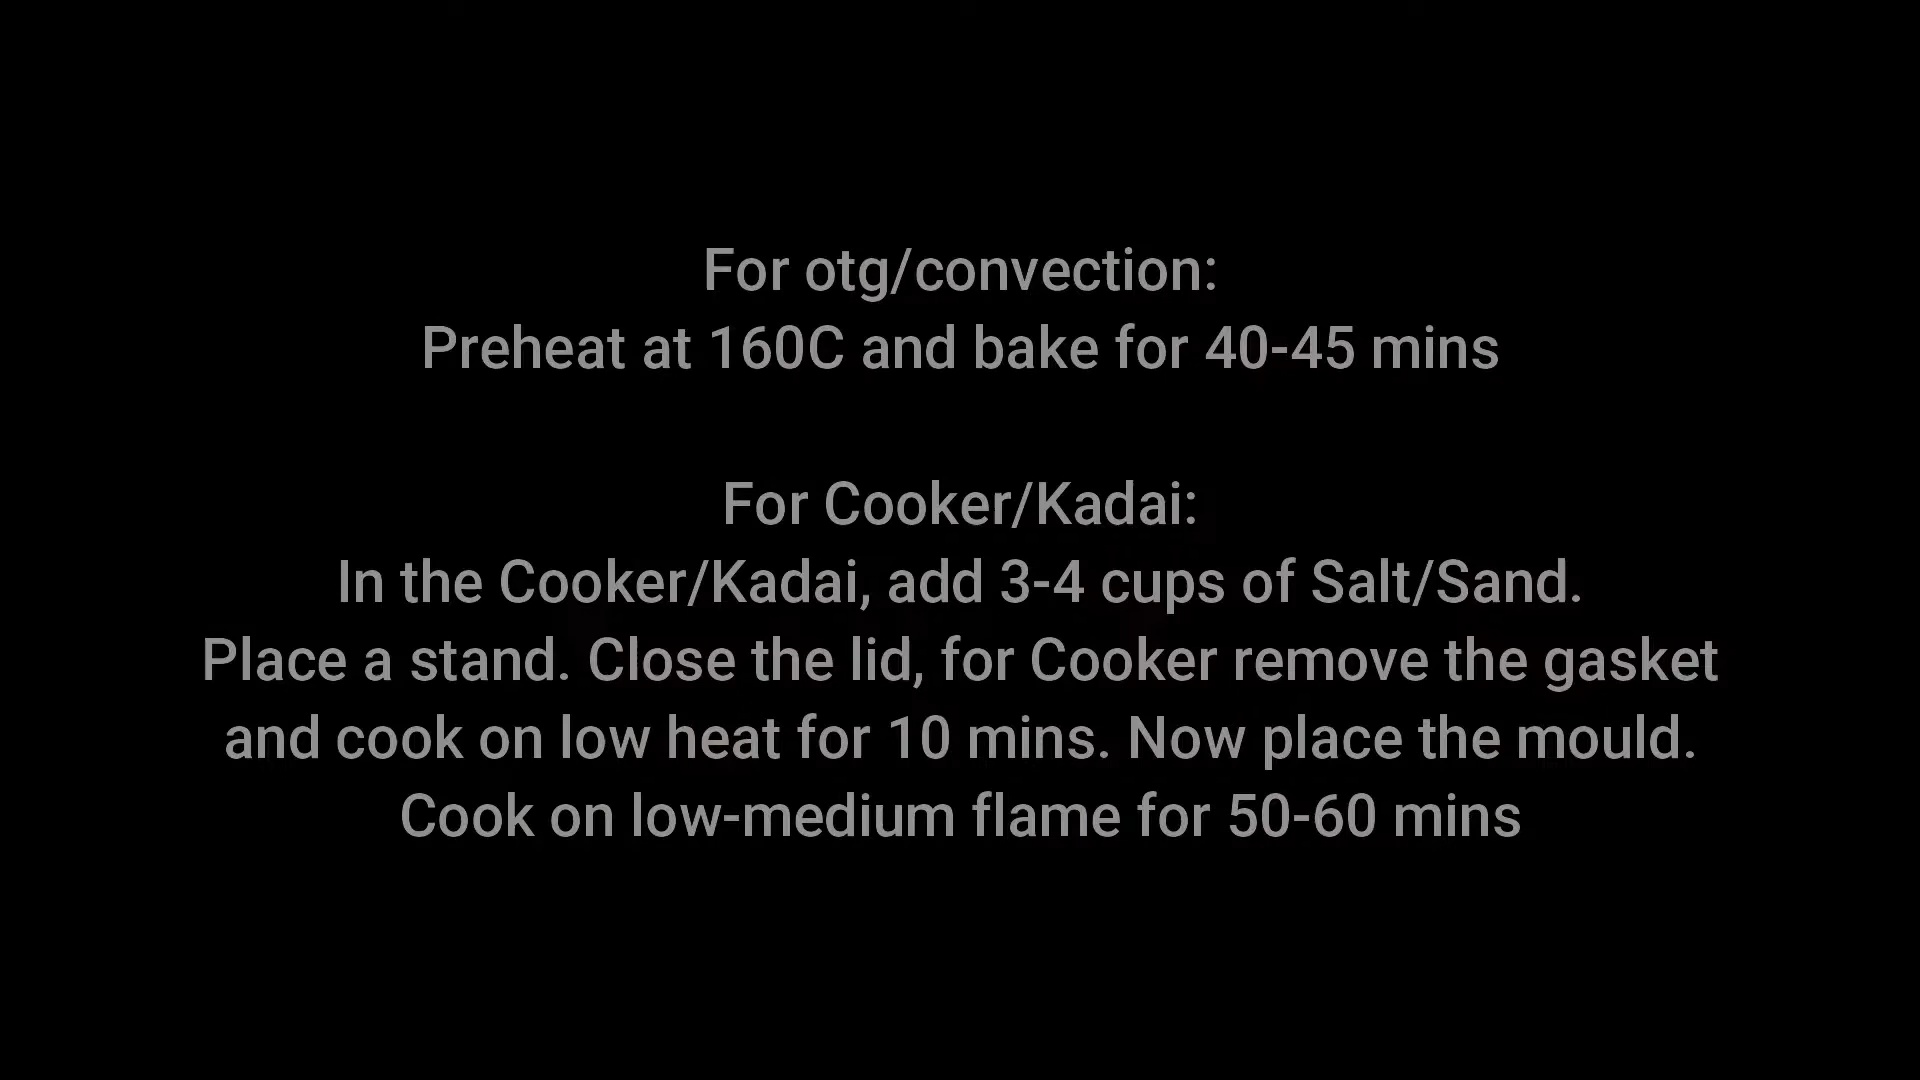 For otg/convection:
Preheat at 160C and bake for 40-45 mins
For Cooker/Kadai:
In the Cooker/Kadai, add 3-4 cups of Salt/Sand.
Place a stand. Close the lid, for Cooker remove the gasket
and cook on low heat for 10 mins. Now place the mould.
Cook on low-medium flame for 50-60 mins